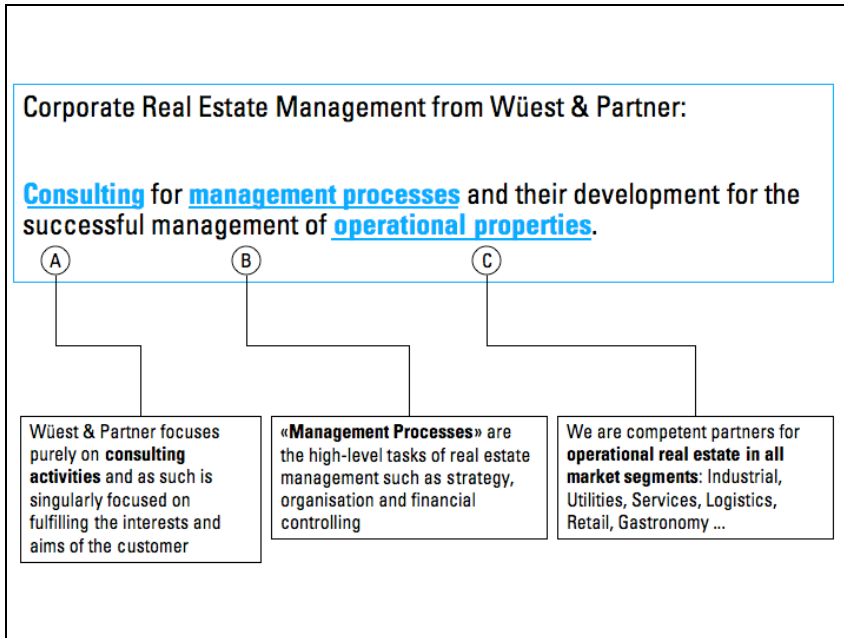 Corporate Real Estate Management from Wüest & Partner:
Consulting for management processes and their development for the
successful management of operational properties.
A
B
C
Wüest & Partner focuses
purely on consulting
activities and as such is
singularly focused on
fulfilling the interests and
aims of the customer
«Management Processes» are
the high-level tasks of real estate
management such as strategy,
organisation and financial
controlling
We are competent partners for
operational real estate in all
market segments: Industrial,
Utilities, Services, Logistics,
Retail, Gastronomy ...